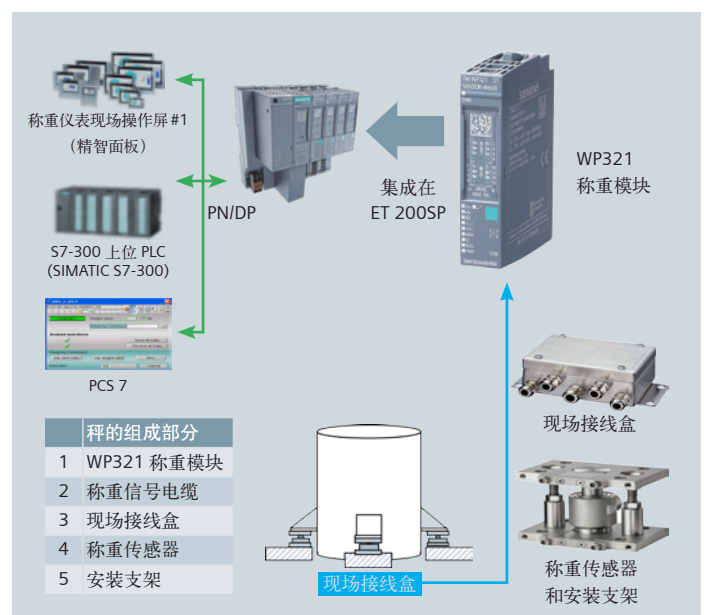 称重仪表现场操作屏#1
(精智面板)
S7-300 上位 PLC
(SIMATIC S7-300)
PCS 7
PN/DP
集成在
ET 200SP
SIEMENS
WP321
称重模块
现场接线盒
称重传感器
和安装支架
现场接线盒
秤的组成部分
1 WP321 称重模块
2 称重信号电缆
3 现场接线盒
4 称重传感器
5 安装支架